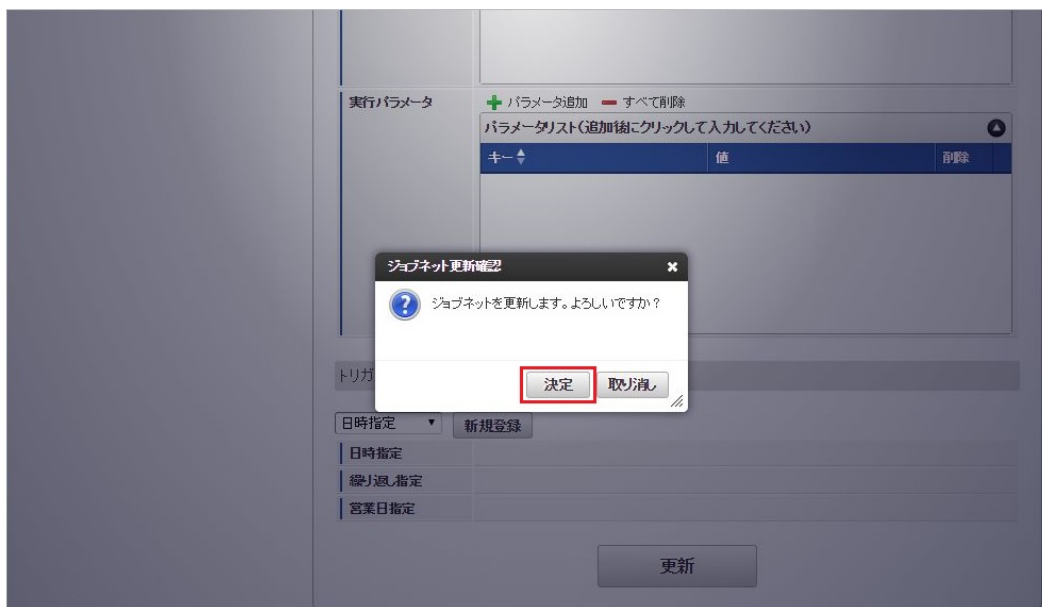 実行パラメータ
パラメータ追加 すべて削除
パラメータリスト(追加後にクリックして入力してください)
キー 値 削除
ジョブネット更新確認
ジョブネットを更新します。よろしいですか?
決定 取り消し
トリガ
日時指定 新規登録
日時指定
繰り返し指定
営業日指定
更新